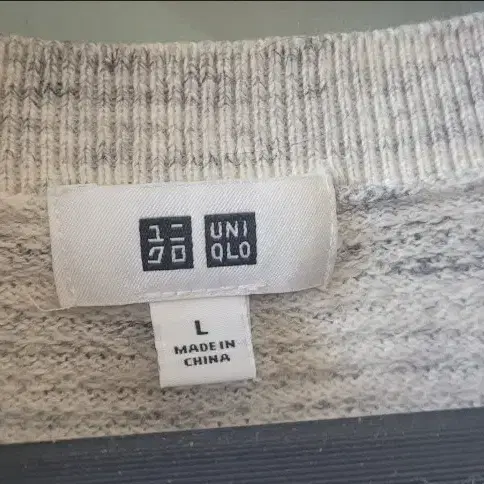 ユニ
クロ
UNI
QLO
L
MADE IN
CHINA